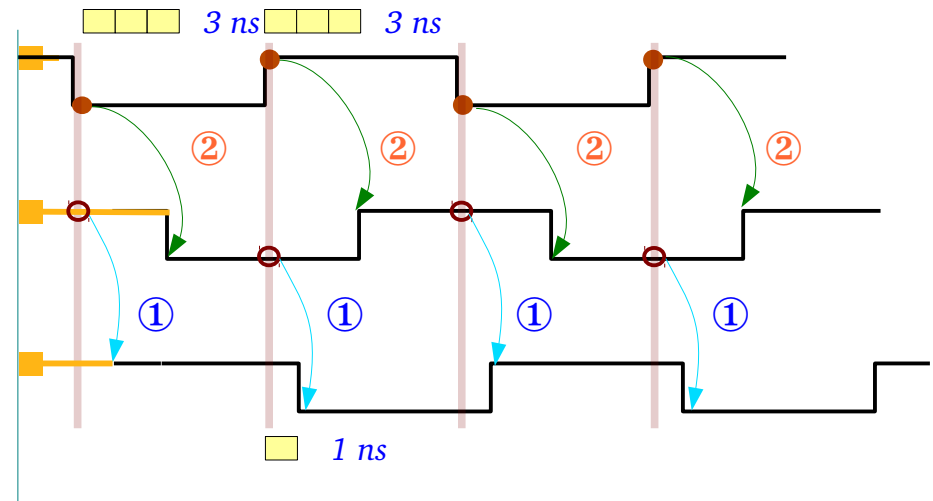 3 ns 3 ns
② ② ② ②
① ① ① ①
1 ns